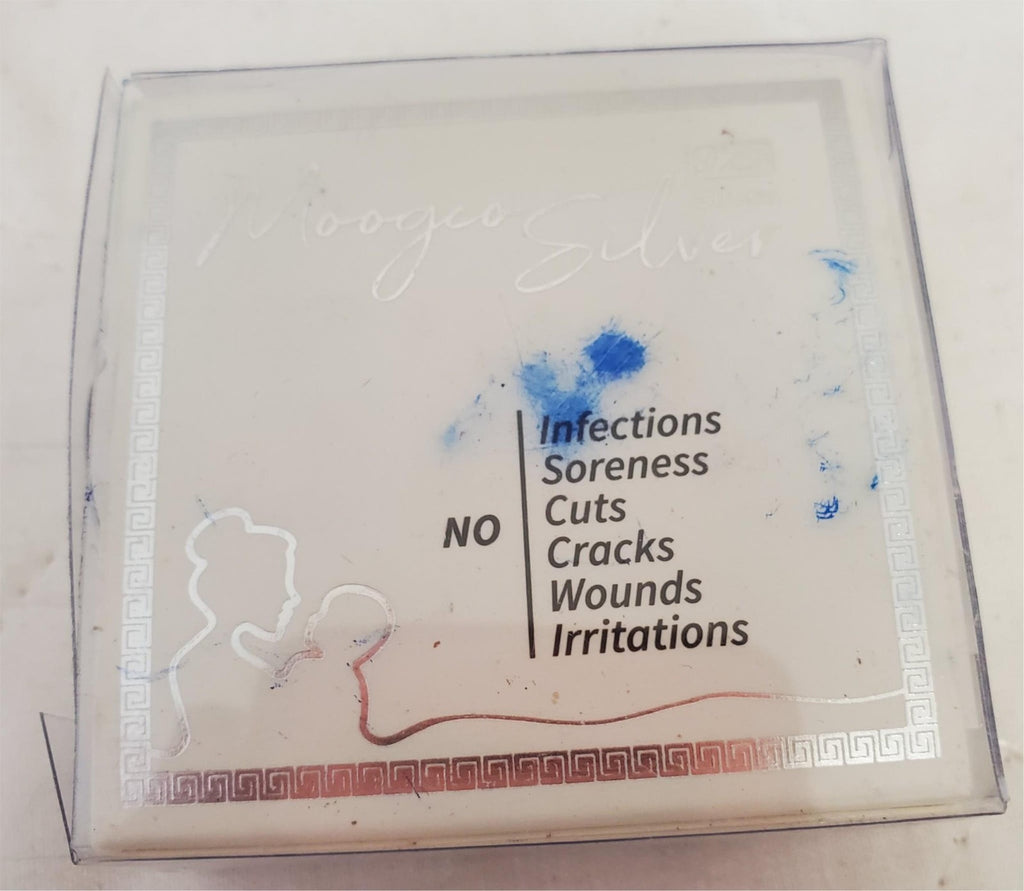 Moogco Silver
Infections
Soreness
Cuts
NO
Cracks
Wounds
Irritations